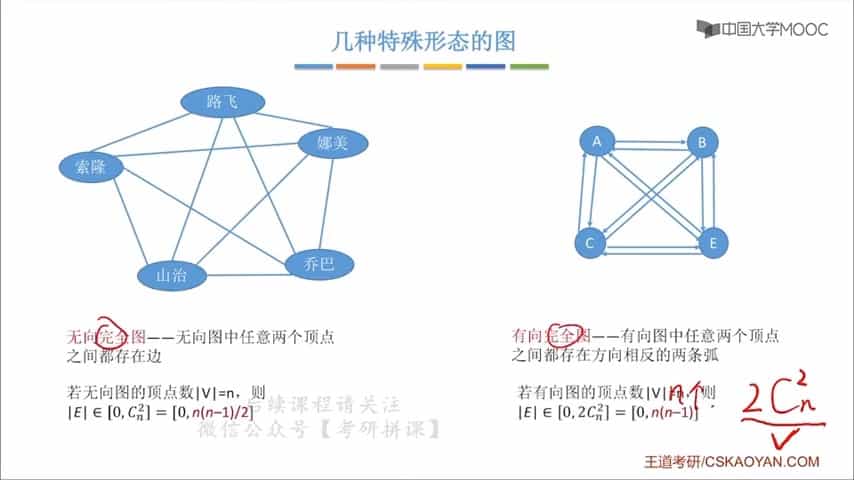 中国大学MOOC
几种特殊形态的图
路飞
娜美
索隆
山治
乔巴
A
B
C
E
无向完全图——无向图中任意两个顶点
之间都存在边
若无向图的顶点数|V|=n，则
|E| ∈ [0, C_n^2] = [0, n(n−1)/2]
后续课程请关注
微信公众号【考研拼课】
有向完全图——有向图中任意两个顶点
之间都存在方向相反的两条弧
若有向图的顶点数|V|=n，则
|E| ∈ [0, 2C_n^2] = [0, n(n−1)]
n个
2C_n^2
王道考研/CSKAOYAN.COM